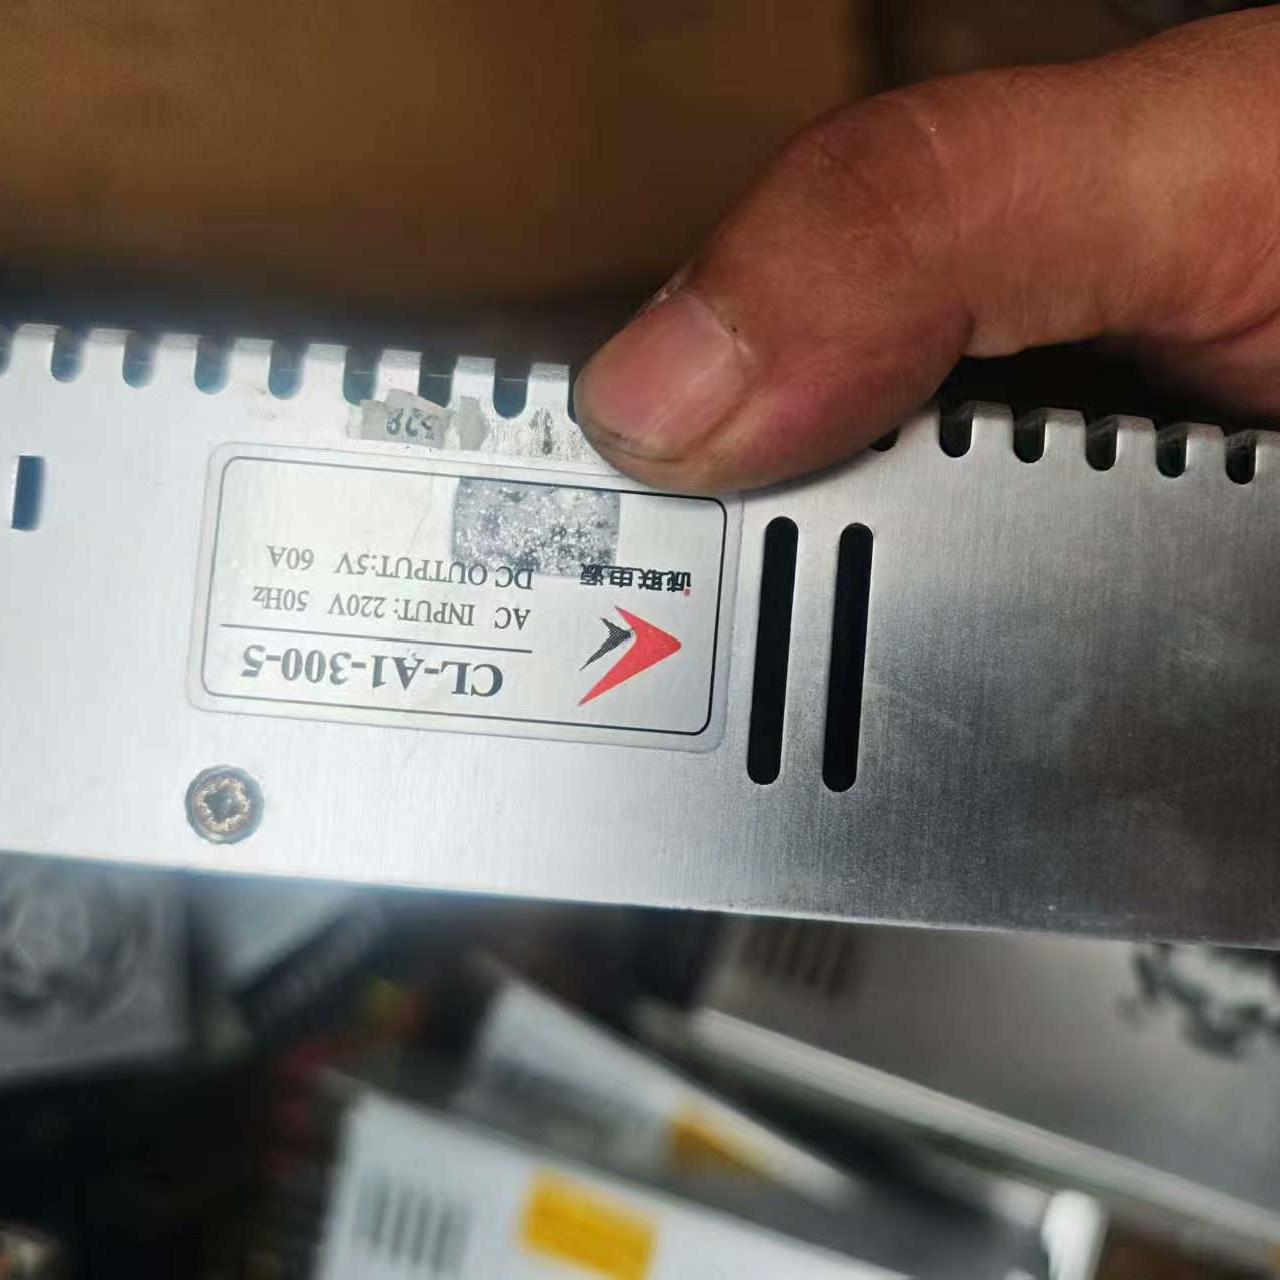 诚联电源
CL-A1-300-5
AC INPUT: 220V 50Hz
DC OUTPUT:5V 60A